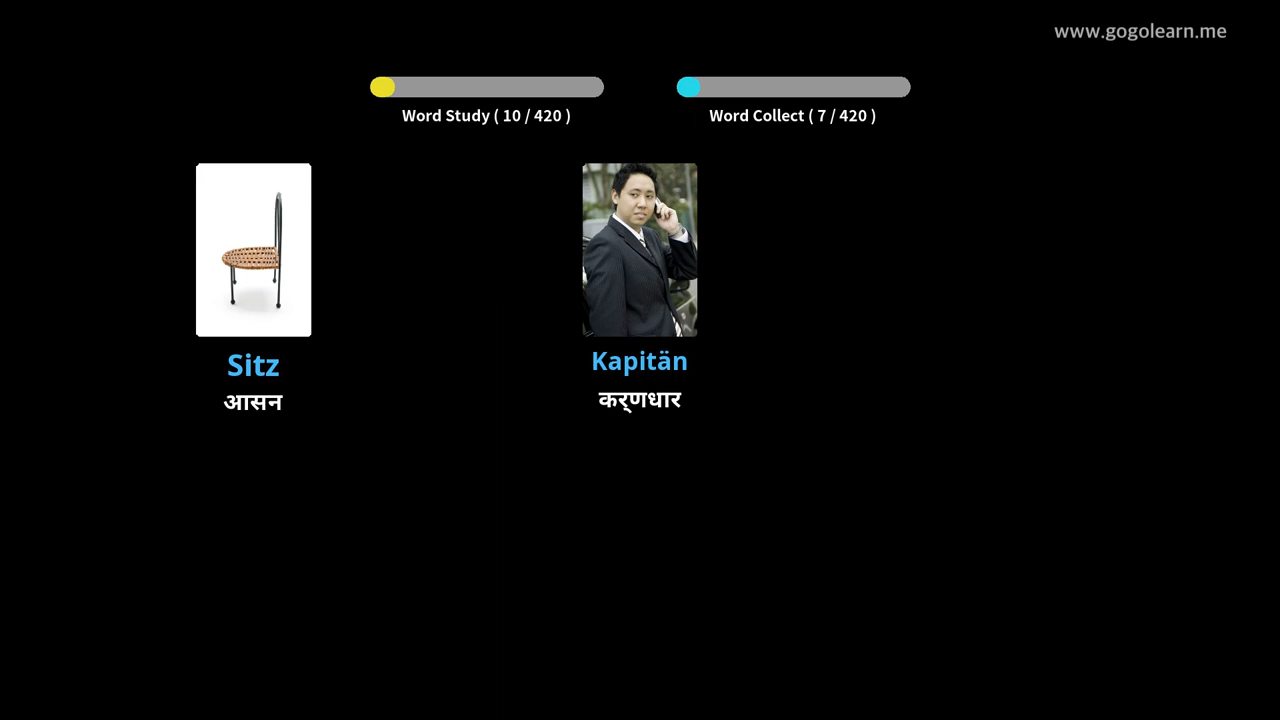 www.gogolearn.me
Word Study ( 10 / 420 )
Word Collect ( 7 / 420 )
Sitz
आसन
Kapitän
कर्‌णधार